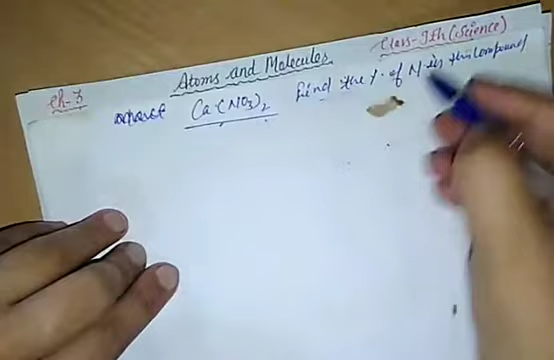 Class-9th (Science)
Ch-3
Atoms and Molecules
Ca(NO3)2 Find the %. of N in this Compound